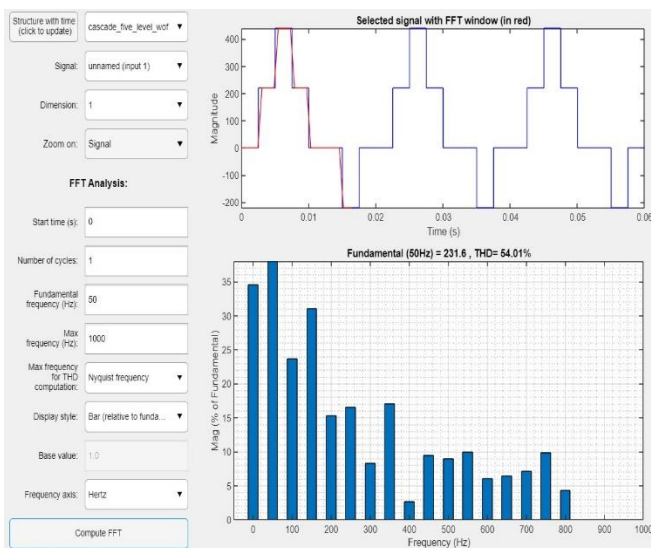 Structure with time
(click to update)
cascade_five_level_wof
Signal:
unnamed (input 1)
Dimension:
1
Zoom on:
Signal
FFT Analysis:
Start time (s):
0
Number of cycles:
1
Fundamental
frequency (Hz):
50
Max
frequency (Hz):
1000
Max frequency
for THD
computation:
Nyquist frequency
Display style:
Bar (relative to funda...
Base value:
1.0
Frequency axis:
Hertz
Compute FFT
Selected signal with FFT window (in red)
Magnitude
400
300
200
100
0
-100
-200
0
0.01
0.02
0.03
0.04
0.05
0.06
Time (s)
Fundamental (50Hz) = 231.6 , THD= 54.01%
Mag (% of Fundamental)
35
30
25
20
15
10
5
0
0
100
200
300
400
500
600
700
800
900
1000
Frequency (Hz)